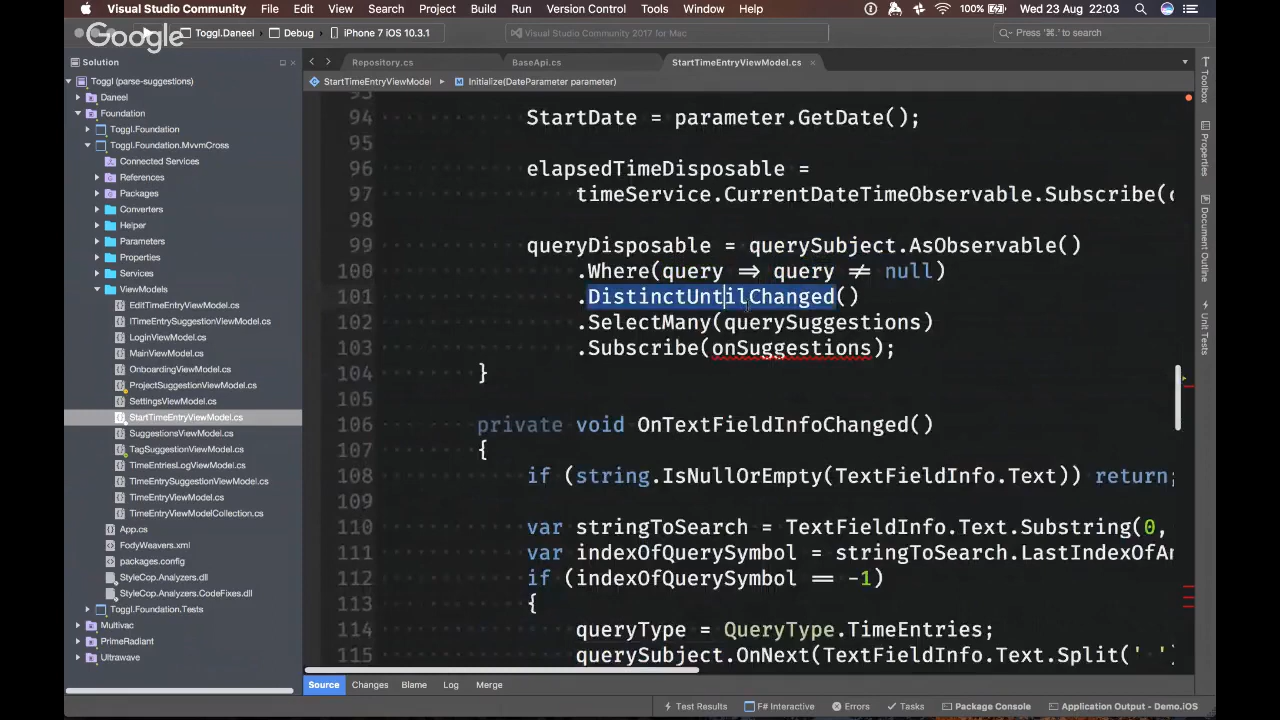 Visual Studio Community File Edit View Search Project Build Run Version Control Tools Window Help 100% Wed 23 Aug 22:03
Google
Toggl.Daneel Debug iPhone 7 iOS 10.3.1 Visual Studio Community 2017 for Mac Press '⌘.' to search
Solution
Repository.cs BaseApi.cs StartTimeEntryViewModel.cs
StartTimeEntryViewModel Initialize(DateParameter parameter)
Toggl (parse-suggestions)
Daneel
Foundation
Toggl.Foundation
Toggl.Foundation.MvvmCross
Connected Services
References
Packages
Converters
Helper
Parameters
Properties
Services
ViewModels
EditTimeEntryViewModel.cs
ITimeEntrySuggestionViewModel.cs
LoginViewModel.cs
MainViewModel.cs
OnboardingViewModel.cs
ProjectSuggestionViewModel.cs
SettingsViewModel.cs
StartTimeEntryViewModel.cs
SuggestionsViewModel.cs
TagSuggestionViewModel.cs
TimeEntriesLogViewModel.cs
TimeEntrySuggestionViewModel.cs
TimeEntryViewModel.cs
TimeEntryViewModelCollection.cs
App.cs
FodyWeavers.xml
packages.config
StyleCop.Analyzers.dll
StyleCop.Analyzers.CodeFixes.dll
Toggl.Foundation.Tests
Multivac
PrimeRadiant
Ultrawave
93
94 StartDate = parameter.GetDate();
95
96 elapsedTimeDisposable =
97 timeService.CurrentDateTimeObservable.Subscribe(c
98
99 queryDisposable = querySubject.AsObservable()
100 .Where(query ⇒ query ≠ null)
101 .DistinctUntilChanged()
102 .SelectMany(querySuggestions)
103 .Subscribe(onSuggestions);
104 }
105
106 private void OnTextFieldInfoChanged()
107 {
108 if (string.IsNullOrEmpty(TextFieldInfo.Text)) return;
109
110 var stringToSearch = TextFieldInfo.Text.Substring(0,
111 var indexOfQuerySymbol = stringToSearch.LastIndexOfAn
112 if (indexOfQuerySymbol == -1)
113 {
114 queryType = QueryType.TimeEntries;
115 querySubject.OnNext(TextFieldInfo.Text.Split(' ')
Toolbox
Properties
Document Outline
Unit Tests
Source Changes Blame Log Merge
Test Results F# Interactive Errors Tasks Package Console Application Output - Demo.iOS